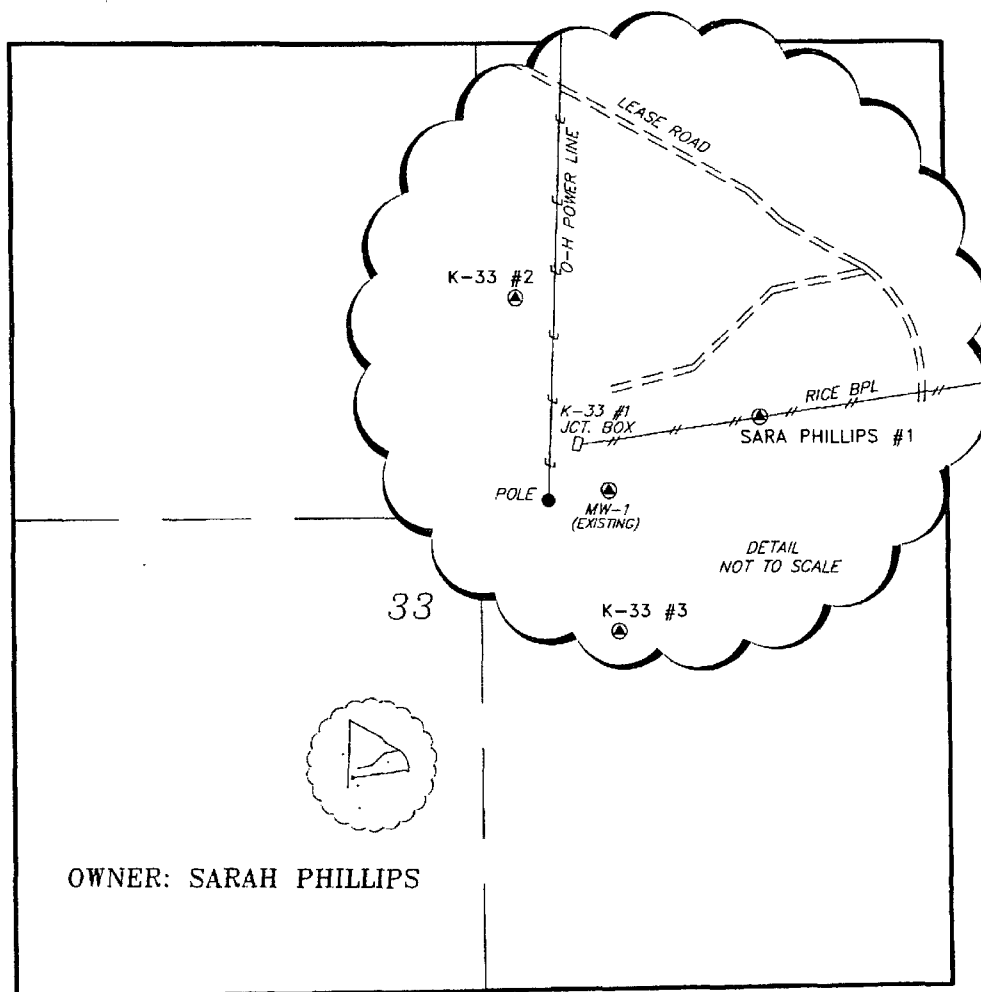 LEASE ROAD
O-H POWER LINE
K-33 #2
RICE BPL
K-33 #1
JCT. BOX
SARA PHILLIPS #1
POLE
MW-1
(EXISTING)
DETAIL
NOT TO SCALE
33
K-33 #3
OWNER: SARAH PHILLIPS